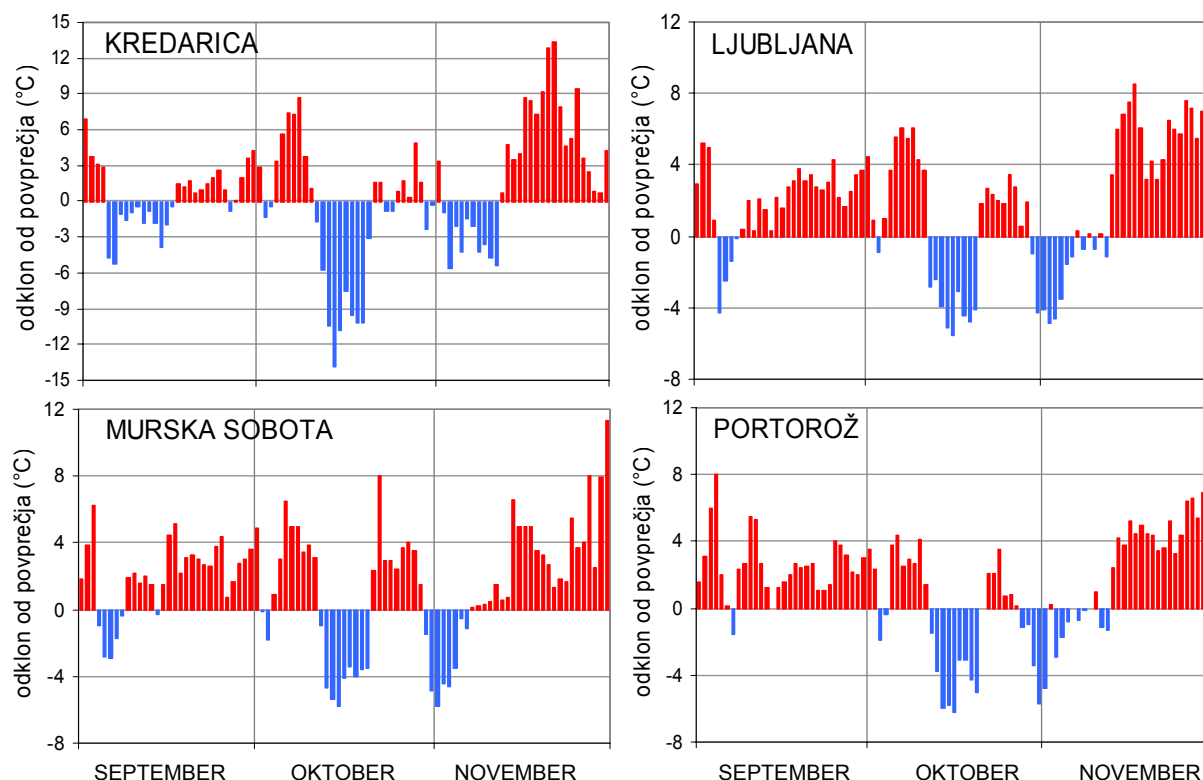 KREDARICA
odklon od povprečja (°C)
15
12
9
6
3
0
-3
-6
-9
-12
-15
LJUBLJANA
odklon od povprečja (°C)
12
8
4
0
-4
-8
MURSKA SOBOTA
odklon od povprečja (°C)
12
8
4
0
-4
-8
SEPTEMBER OKTOBER NOVEMBER
PORTOROŽ
odklon od povprečja (°C)
12
8
4
0
-4
-8
SEPTEMBER OKTOBER NOVEMBER